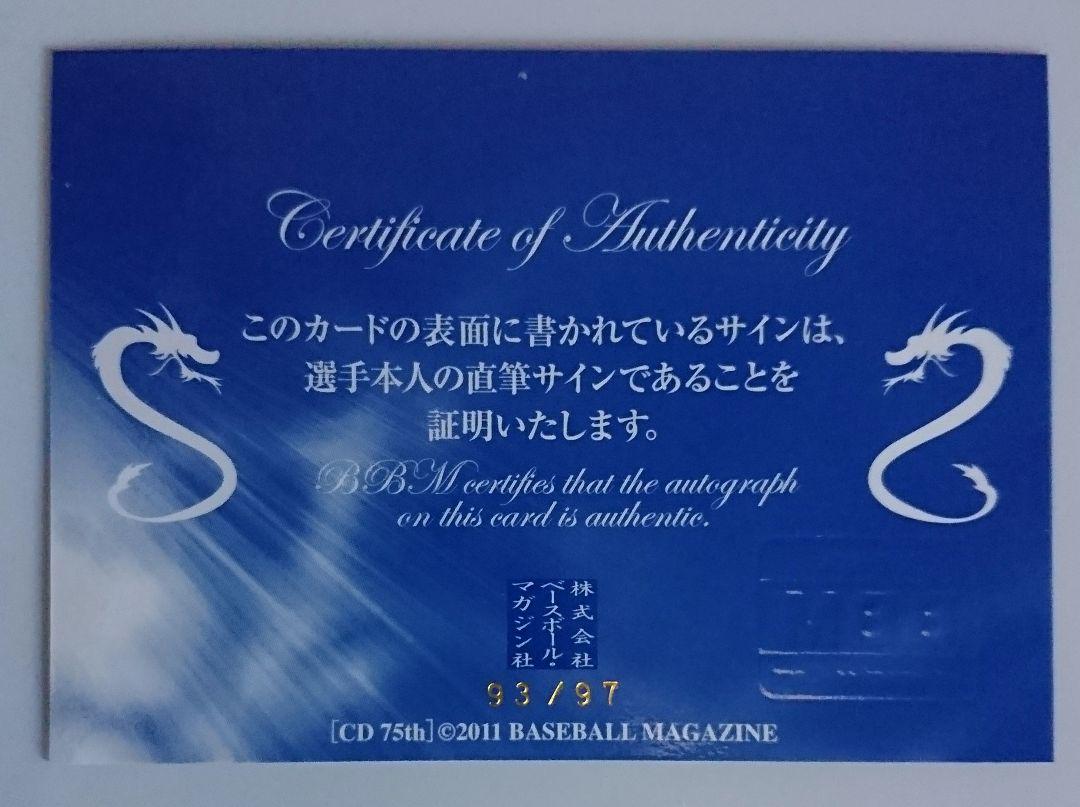 Certificate of Authenticity
このカードの表面に書かれているサインは、
選手本人の直筆サインであることを
証明いたします。
BBM certifies that the autograph
on this card is authentic.
株式会社
ベースボール・
マガジン社
93/97
[CD 75th]©2011 BASEBALL MAGAZINE